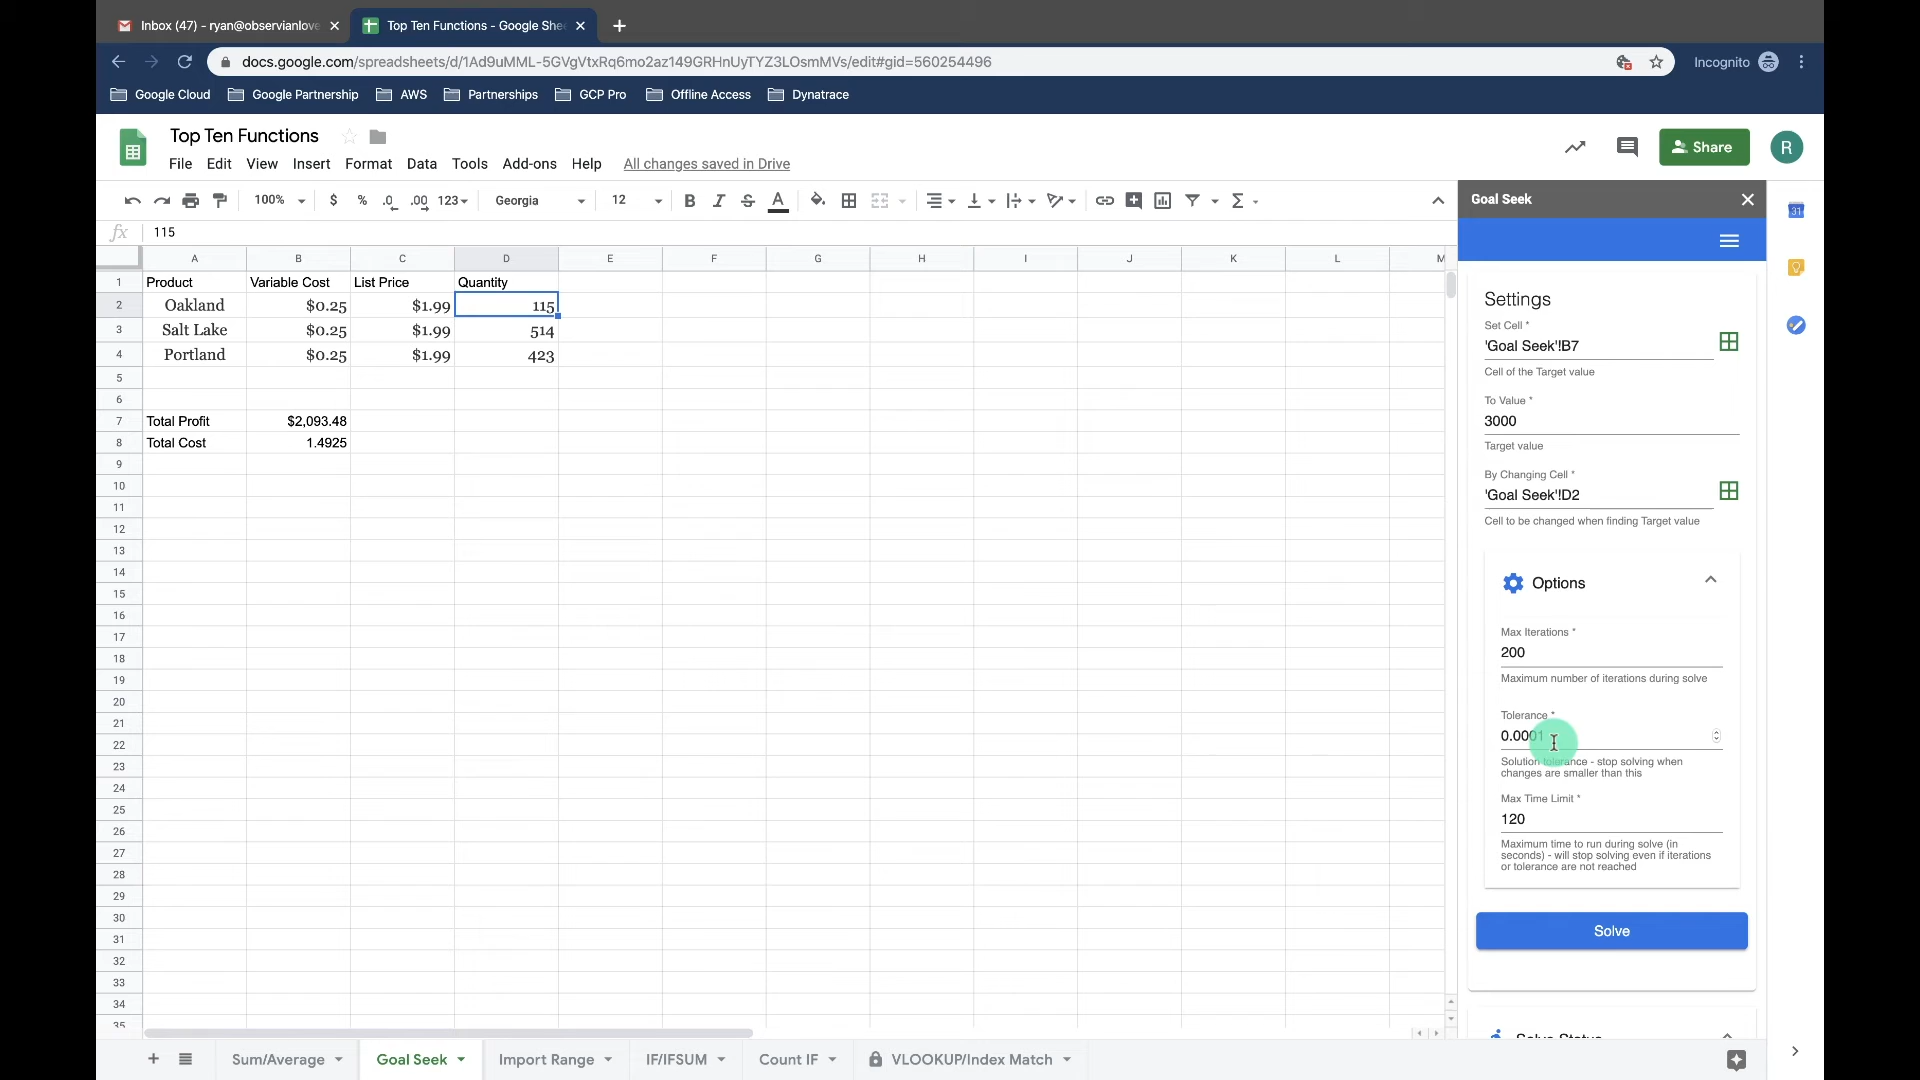 Inbox (47) - ryan@observianlove
Top Ten Functions - Google She
docs.google.com/spreadsheets/d/1Ad9uMML-5GVgVtxRq6mo2az149GRHnUyTYZ3LOsmMVs/edit#gid=560254496
Incognito
Google Cloud Google Partnership AWS Partnerships GCP Pro Offline Access Dynatrace
Top Ten Functions
File Edit View Insert Format Data Tools Add-ons Help All changes saved in Drive
Share
R
100% $ % .0 .00 123 Georgia 12 B I S A Σ
fx 115
A B C D E F G H I J K L M
1 Product Variable Cost List Price Quantity
2 Oakland $0.25 $1.99 115
3 Salt Lake $0.25 $1.99 514
4 Portland $0.25 $1.99 423
5
6
7 Total Profit $2,093.48
8 Total Cost 1.4925
9
10
11
12
13
14
15
16
17
18
19
20
21
22
23
24
25
26
27
28
29
30
31
32
33
34
35
Sum/Average Goal Seek Import Range IF/IFSUM Count IF VLOOKUP/Index Match
Goal Seek
31
Settings
Set Cell *
'Goal Seek'!B7
Cell of the Target value
To Value *
3000
Target value
By Changing Cell *
'Goal Seek'!D2
Cell to be changed when finding Target value
Options
Max Iterations *
200
Maximum number of iterations during solve
Tolerance *
0.0001
Solution tolerance - stop solving when
changes are smaller than this
Max Time Limit *
120
Maximum time to run during solve (in
seconds) - will stop solving even if iterations
or tolerance are not reached
Solve
Solve Status